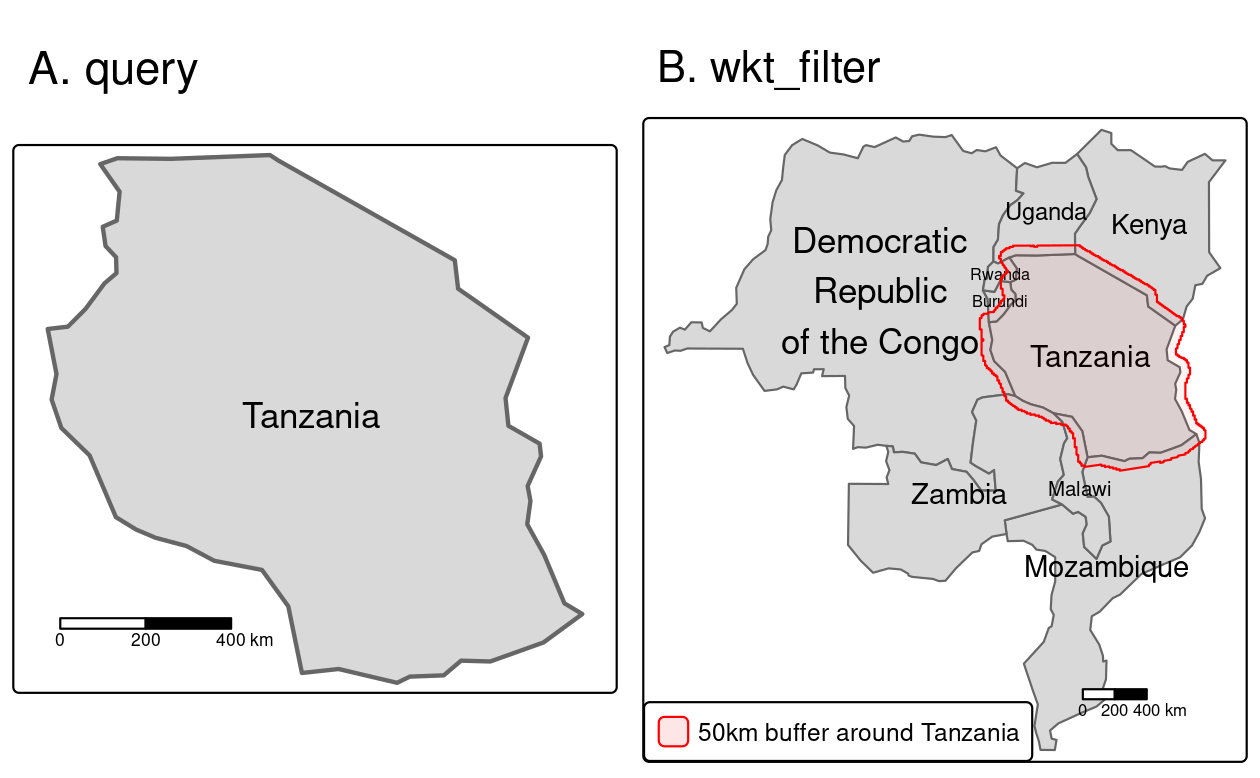 A. query
Tanzania
0 200 400 km
B. wkt_filter
Democratic
Republic
of the Congo
Uganda
Kenya
Rwanda
Burundi
Tanzania
Zambia
Malawi
Mozambique
0 200 400 km
50km buffer around Tanzania